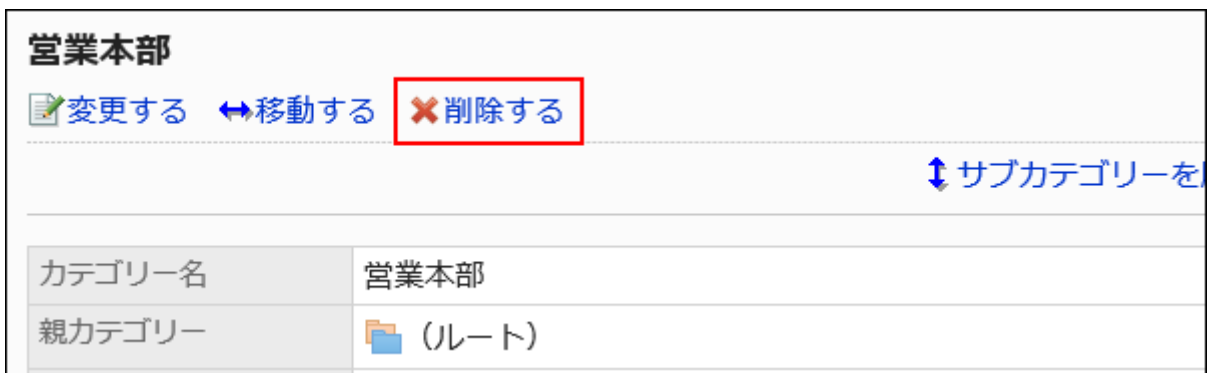 営業本部
変更する 移動する 削除する
サブカテゴリーを
カテゴリー名 営業本部
親カテゴリー (ルート)